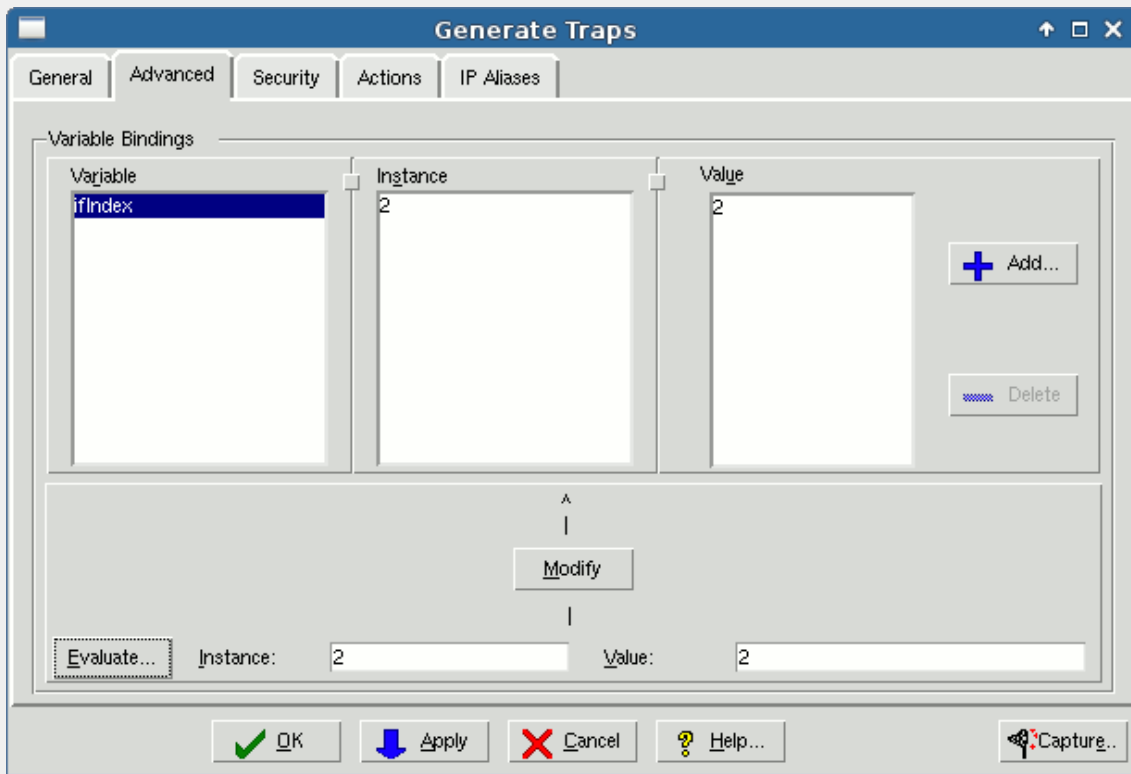 Generate Traps
General Advanced Security Actions IP Aliases
Variable Bindings
Variable Instance Value
ifIndex 2 2
Add...
Delete
^
|
Modify
|
Evaluate... Instance: 2 Value: 2
OK Apply Cancel Help... Capture..